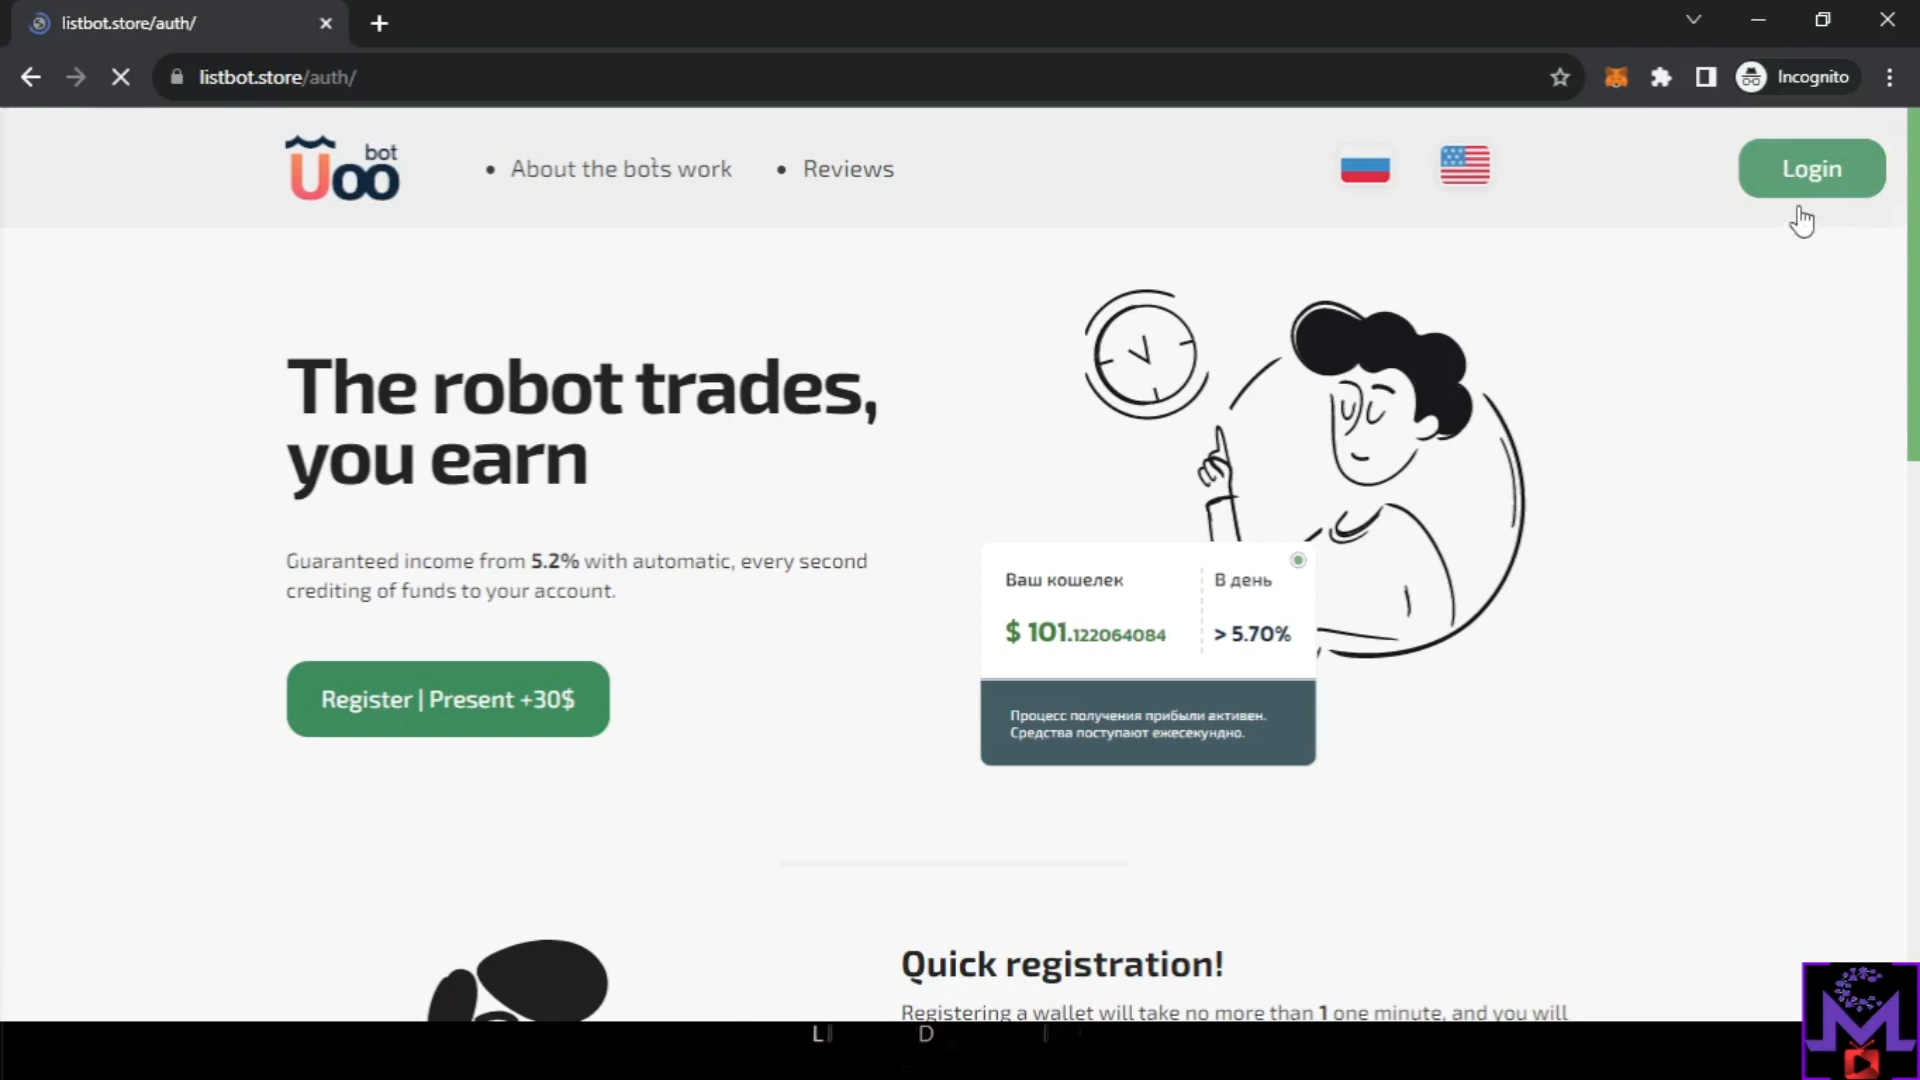 listbot.store/auth/
listbot.store/auth/
Incognito
Uoo bot
About the bots work
Reviews
Login
The robot trades,
you earn
Guaranteed income from 5.2% with automatic, every second
crediting of funds to your account.
Register | Present +30$
Ваш кошелек
В день
$ 101.122064084
> 5.70%
Процесс получения прибыли активен.
Средства поступают ежесекундно.
Quick registration!
Registering a wallet will take no more than 1 one minute, and you will